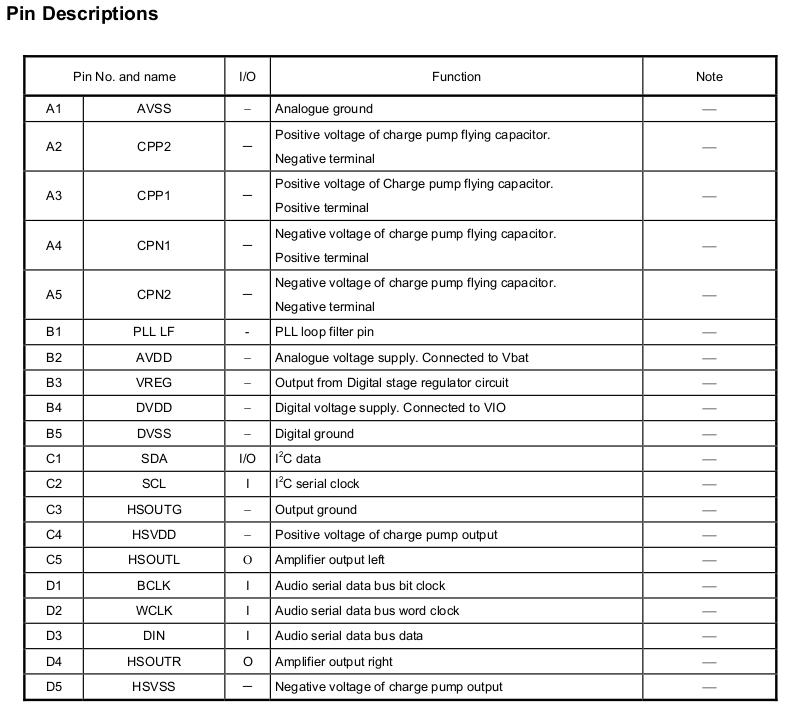 Pin Descriptions
Pin No. and name I/O Function Note
A1 AVSS – Analogue ground —
A2 CPP2 — Positive voltage of charge pump flying capacitor. —
Negative terminal
A3 CPP1 — Positive voltage of Charge pump flying capacitor. —
Positive terminal
A4 CPN1 — Negative voltage of charge pump flying capacitor. —
Positive terminal
A5 CPN2 — Negative voltage of charge pump flying capacitor. —
Negative terminal
B1 PLL LF - PLL loop filter pin —
B2 AVDD – Analogue voltage supply. Connected to Vbat —
B3 VREG – Output from Digital stage regulator circuit —
B4 DVDD – Digital voltage supply. Connected to VIO —
B5 DVSS – Digital ground —
C1 SDA I/O I²C data —
C2 SCL I I²C serial clock —
C3 HSOUTG – Output ground —
C4 HSVDD – Positive voltage of charge pump output —
C5 HSOUTL O Amplifier output left —
D1 BCLK I Audio serial data bus bit clock —
D2 WCLK I Audio serial data bus word clock —
D3 DIN I Audio serial data bus data —
D4 HSOUTR O Amplifier output right —
D5 HSVSS — Negative voltage of charge pump output —